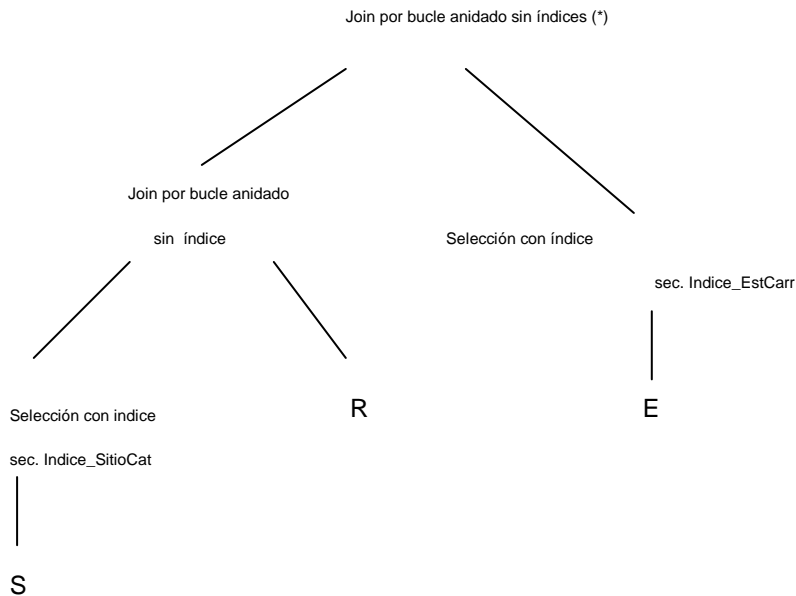 Join por bucle anidado sin índices (*)
Join por bucle anidado
sin índice
Selección con índice
sec. Indice_EstCarr
Selección con indice
sec. Indice_SitioCat
R
E
S